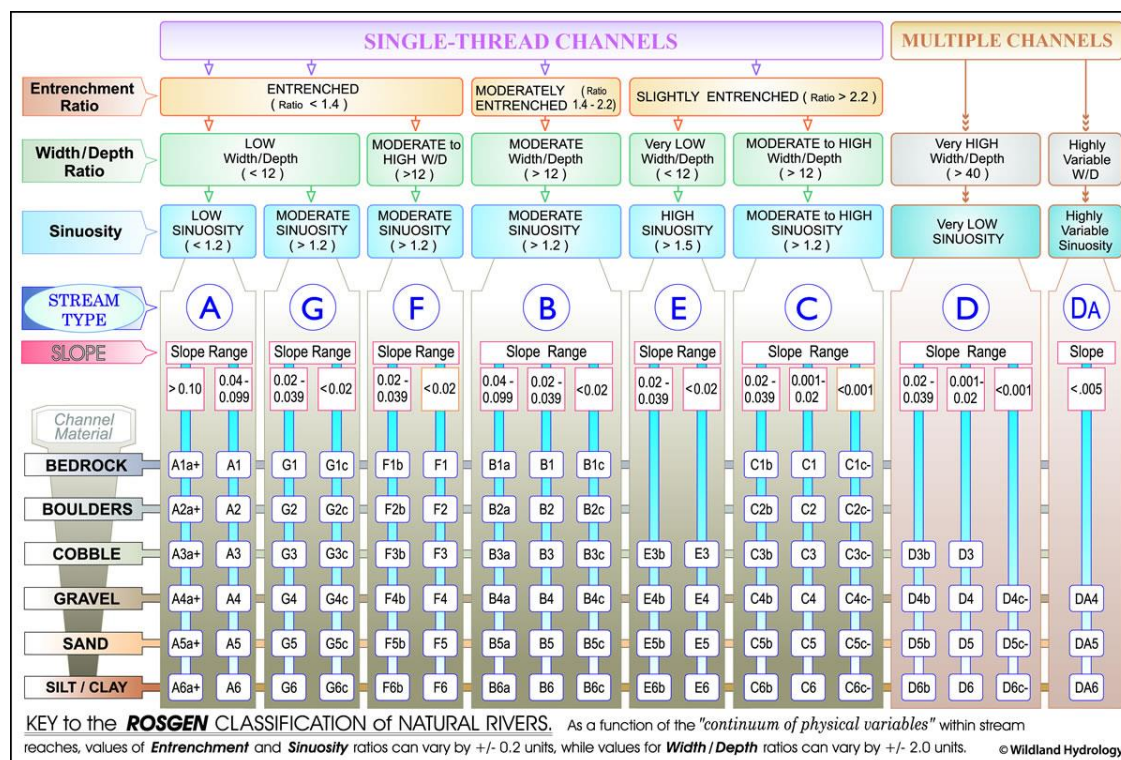 SINGLE-THREAD CHANNELS
MULTIPLE CHANNELS
Entrenchment
Ratio
ENTRENCHED
( Ratio < 1.4)
MODERATELY (Ratio
ENTRENCHED 1.4 - 2.2)
SLIGHTLY ENTRENCHED ( Ratio > 2.2 )
Width/Depth
Ratio
LOW
Width/Depth
( < 12 )
MODERATE to
HIGH W/D
(>12 )
MODERATE
Width/Depth
( > 12 )
Very LOW
Width/Depth
( <12 )
MODERATE to HIGH
Width/Depth
( > 12 )
Very HIGH
Width/Depth
( > 40 )
Highly
Variable
W/D
Sinuosity
LOW
SINUOSITY
( < 1.2 )
MODERATE
SINUOSITY
( > 1.2 )
MODERATE
SINUOSITY
( > 1.2 )
MODERATE
SINUOSITY
( > 1.2 )
HIGH
SINUOSITY
( > 1.5 )
MODERATE to HIGH
SINUOSITY
( > 1.2 )
Very LOW
SINUOSITY
Highly
Variable
Sinuosity
STREAM
TYPE
A G F B E C D DA
SLOPE
Slope Range Slope Range Slope Range Slope Range Slope Range Slope Range Slope Range Slope
> 0.10
0.04 -
0.099
0.02 -
0.039
<0.02
0.02 -
0.039
<0.02
0.04 -
0.099
0.02 -
0.039
<0.02
0.02 -
0.039
<0.02
0.02 -
0.039
0.001-
0.02
<0.001
0.02 -
0.039
0.001-
0.02
<0.001
<.005
Channel
Material
BEDROCK A1a+ A1 G1 G1c F1b F1 B1a B1 B1c C1b C1 C1c-
BOULDERS A2a+ A2 G2 G2c F2b F2 B2a B2 B2c C2b C2 C2c-
COBBLE A3a+ A3 G3 G3c F3b F3 B3a B3 B3c E3b E3 C3b C3 C3c- D3b D3
GRAVEL A4a+ A4 G4 G4c F4b F4 B4a B4 B4c E4b E4 C4b C4 C4c- D4b D4 D4c- DA4
SAND A5a+ A5 G5 G5c F5b F5 B5a B5 B5c E5b E5 C5b C5 C5c- D5b D5 D5c- DA5
SILT / CLAY A6a+ A6 G6 G6c F6b F6 B6a B6 B6c E6b E6 C6b C6 C6c- D6b D6 D6c- DA6
KEY to the ROSGEN CLASSIFICATION of NATURAL RIVERS. As a function of the "continuum of physical variables" within stream
reaches, values of Entrenchment and Sinuosity ratios can vary by +/- 0.2 units, while values for Width / Depth ratios can vary by +/- 2.0 units.
© Wildland Hydrology